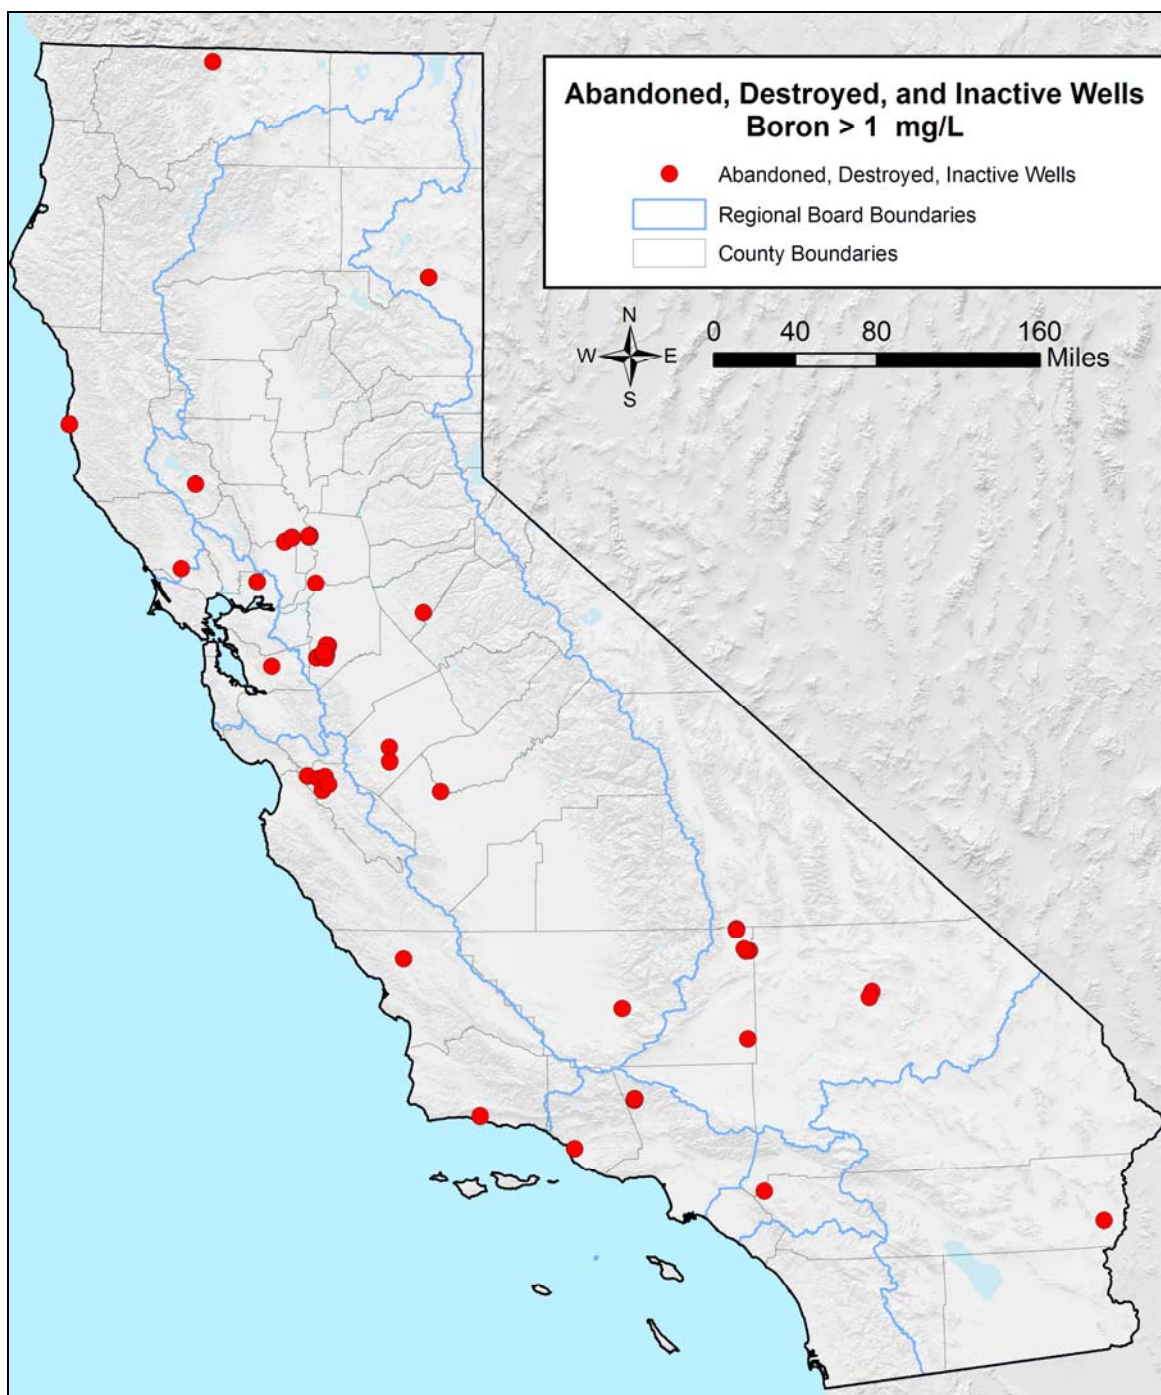 Abandoned, Destroyed, and Inactive Wells
Boron > 1 mg/L
Abandoned, Destroyed, Inactive Wells
Regional Board Boundaries
County Boundaries
N
W E
S
0 40 80 160
Miles